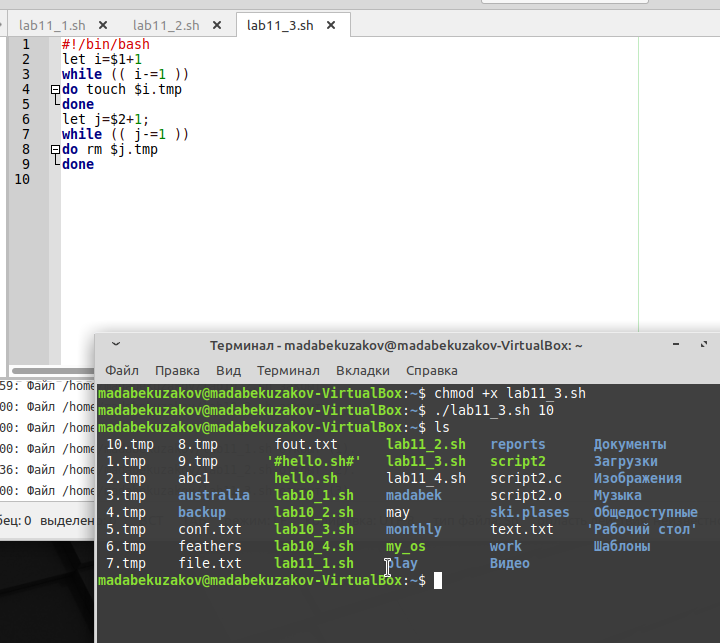 lab11_1.sh × lab11_2.sh × lab11_3.sh ×
1 #!/bin/bash
2 let i=$1+1
3 while (( i-=1 ))
4 do touch $i.tmp
5 done
6 let j=$2+1;
7 while (( j-=1 ))
8 do rm $j.tmp
9 done
10
59: Файл /home
00: Файл /home
00: Файл /home
00: Файл /home
36: Файл /home
00: Файл /home
бец: 0 выделен
Терминал - madabekuzakov@madabekuzakov-VirtualBox: ~
Файл Правка Вид Терминал Вкладки Справка
madabekuzakov@madabekuzakov-VirtualBox:~$ chmod +x lab11_3.sh
madabekuzakov@madabekuzakov-VirtualBox:~$ ./lab11_3.sh 10
madabekuzakov@madabekuzakov-VirtualBox:~$ ls
10.tmp 8.tmp fout.txt lab11_2.sh reports Документы
1.tmp 9.tmp '#hello.sh#' lab11_3.sh script2 Загрузки
2.tmp abc1 hello.sh lab11_4.sh script2.c Изображения
3.tmp australia lab10_1.sh madabek script2.o Музыка
4.tmp backup lab10_2.sh may ski.plases Общедоступные
5.tmp conf.txt lab10_3.sh monthly text.txt 'Рабочий стол'
6.tmp feathers lab10_4.sh my_os work Шаблоны
7.tmp file.txt lab11_1.sh play Видео
madabekuzakov@madabekuzakov-VirtualBox:~$